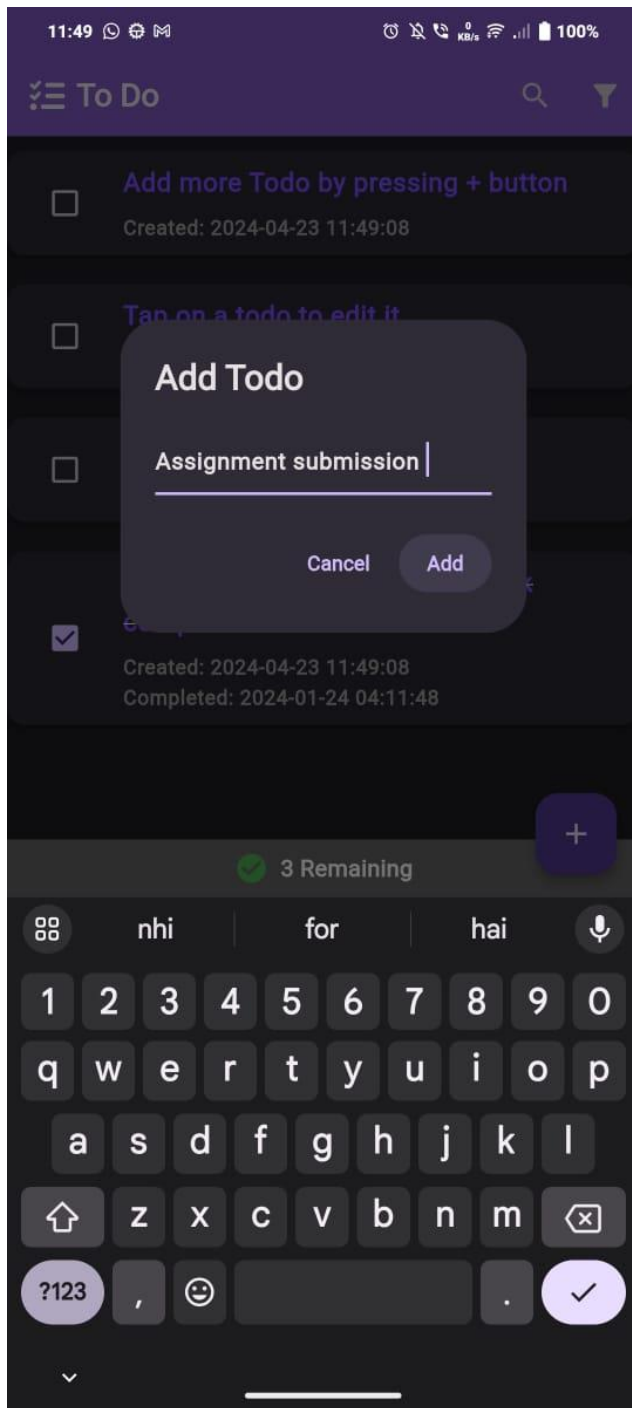 11:49 0 KB/s 100%
To Do
Add more Todo by pressing + button
Created: 2024-04-23 11:49:08
Tap on a todo to edit it
Add Todo
Assignment submission
Cancel Add
Created: 2024-04-23 11:49:08
Completed: 2024-01-24 04:11:48
+
3 Remaining
nhi for hai
1 2 3 4 5 6 7 8 9 0
q w e r t y u i o p
a s d f g h j k l
z x c v b n m
?123 , .